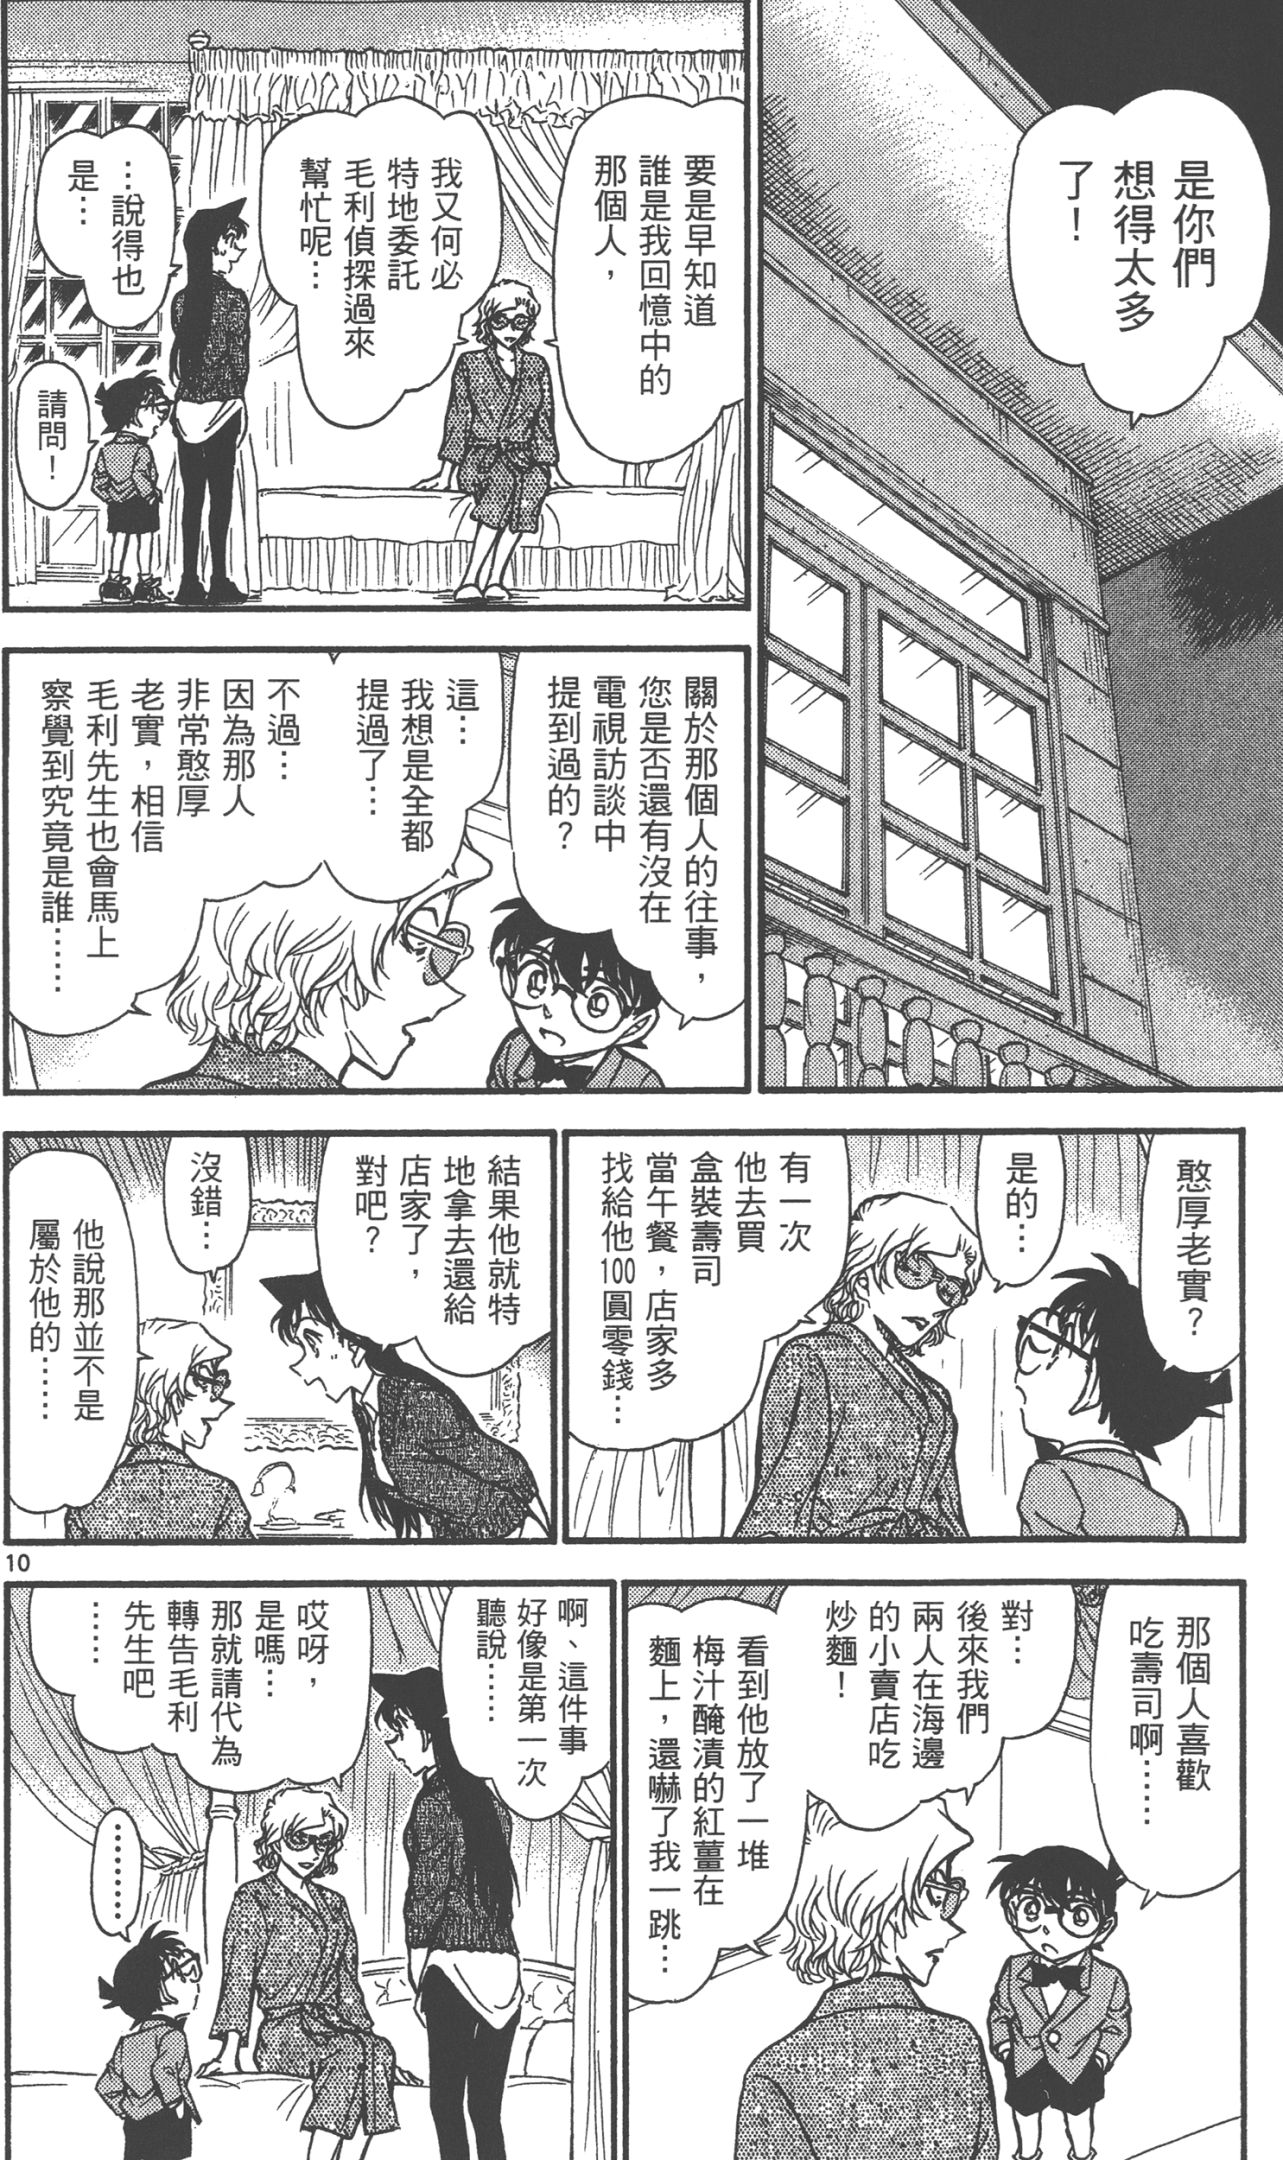 是你們
想得太多
了！
要是早知道
誰是我回憶中的
那個人，
我又何必
特地委託
毛利偵探過來
幫忙呢…
…說得也
是…
請問！
關於那個人的往事，
您是否還有沒在
電視訪談中
提到過的？
這…
我想是全都
提過了…
不過…
因為那人
非常憨厚
老實，相信
毛利先生也會馬上
察覺到究竟是誰……
憨厚老實？
是的…
有一次
他去買
盒裝壽司
當午餐，店家多
找給他100圓零錢…
結果他就特
地拿去還給
店家了，
對吧？
沒錯…
他說那並不是
屬於他的……
10
那個人喜歡
吃壽司啊……
對…
後來我們
兩人在海邊
的小賣店吃
炒麵！
看到他放了一堆
梅汁醃漬的紅薑在
麵上，還嚇了我一跳…
啊、這件事
好像是第一次
聽說……
哎呀，
是嗎…
那就請代為
轉告毛利
先生吧
……
………